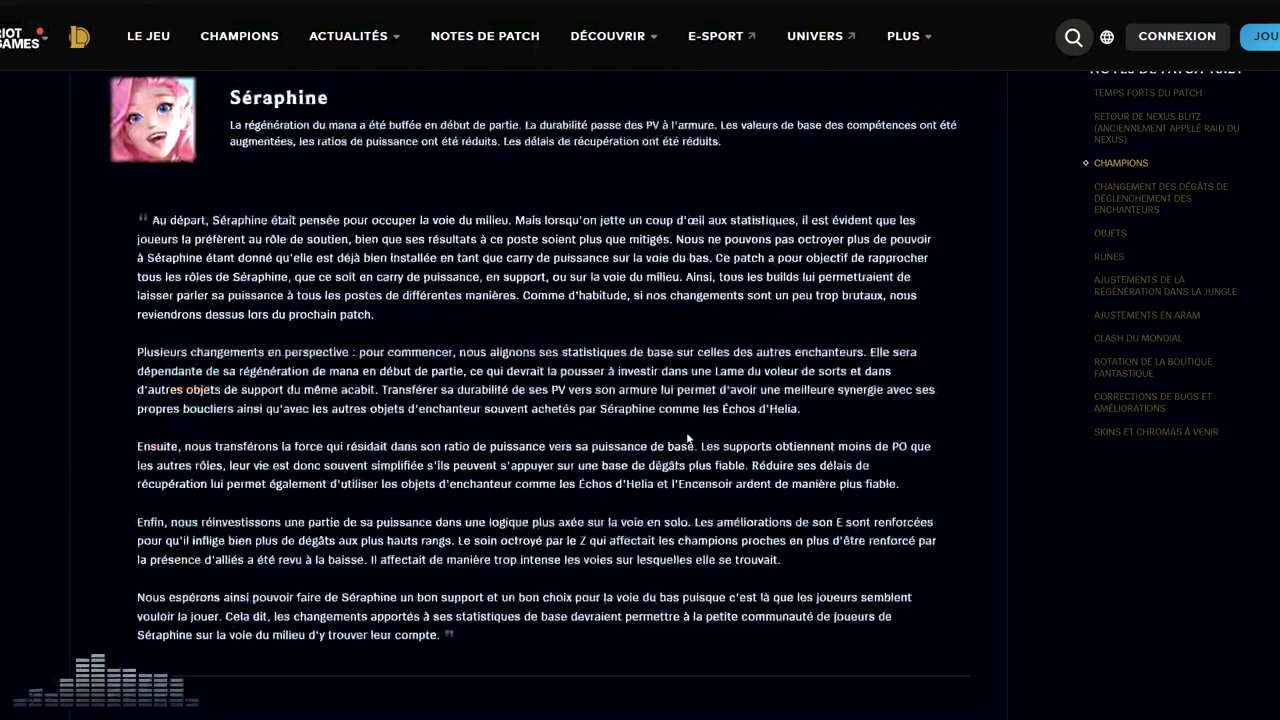 RIOT
GAMES
LE JEU
CHAMPIONS
ACTUALITÉS
NOTES DE PATCH
DÉCOUVRIR
E-SPORT
UNIVERS
PLUS
CONNEXION
JOU
Séraphine
La régénération du mana a été buffée en début de partie. La durabilité passe des PV à l'armure. Les valeurs de base des compétences ont été
augmentées, les ratios de puissance ont été réduits. Les délais de récupération ont été réduits.
" Au départ, Séraphine était pensée pour occuper la voie du milieu. Mais lorsqu'on jette un coup d'œil aux statistiques, il est évident que les
joueurs la préfèrent au rôle de soutien, bien que ses résultats à ce poste soient plus que mitigés. Nous ne pouvons pas octroyer plus de pouvoir
à Séraphine étant donné qu'elle est déjà bien installée en tant que carry de puissance sur la voie du bas. Ce patch a pour objectif de rapprocher
tous les rôles de Séraphine, que ce soit en carry de puissance, en support, ou sur la voie du milieu. Ainsi, tous les builds lui permettraient de
laisser parler sa puissance à tous les postes de différentes manières. Comme d'habitude, si nos changements sont un peu trop brutaux, nous
reviendrons dessus lors du prochain patch.
Plusieurs changements en perspective : pour commencer, nous alignons ses statistiques de base sur celles des autres enchanteurs. Elle sera
dépendante de sa régénération de mana en début de partie, ce qui devrait la pousser à investir dans une Lame du voleur de sorts et dans
d'autres objets de support du même acabit. Transférer sa durabilité de ses PV vers son armure lui permet d'avoir une meilleure synergie avec ses
propres boucliers ainsi qu'avec les autres objets d'enchanteur souvent achetés par Séraphine comme les Échos d'Helia.
Ensuite, nous transférons la force qui résidait dans son ratio de puissance vers sa puissance de base. Les supports obtiennent moins de PO que
les autres rôles, leur vie est donc souvent simplifiée s'ils peuvent s'appuyer sur une base de dégâts plus fiable. Réduire ses délais de
récupération lui permet également d'utiliser les objets d'enchanteur comme les Échos d'Helia et l'Encensoir ardent de manière plus fiable.
Enfin, nous réinvestissons une partie de sa puissance dans une logique plus axée sur la voie en solo. Les améliorations de son E sont renforcées
pour qu'il inflige bien plus de dégâts aux plus hauts rangs. Le soin octroyé par le Z qui affectait les champions proches en plus d'être renforcé par
la présence d'alliés a été revu à la baisse. Il affectait de manière trop intense les voies sur lesquelles elle se trouvait.
Nous espérons ainsi pouvoir faire de Séraphine un bon support et un bon choix pour la voie du bas puisque c'est là que les joueurs semblent
vouloir la jouer. Cela dit, les changements apportés à ses statistiques de base devraient permettre à la petite communauté de joueurs de
Séraphine sur la voie du milieu d'y trouver leur compte. "
NOTES DE PATCH
TEMPS FORTS DU PATCH
RETOUR DE NEXUS BLITZ
(ANCIENNEMENT APPELÉ RAID DU
NEXUS)
CHAMPIONS
CHANGEMENT DES DÉGÂTS DE
DÉCLENCHEMENT DES
ENCHANTEURS
OBJETS
RUNES
AJUSTEMENTS DE LA
RÉGÉNÉRATION DANS LA JUNGLE
AJUSTEMENTS EN ARAM
CLASH DU MONDIAL
ROTATION DE LA BOUTIQUE
FANTASTIQUE
CORRECTIONS DE BUGS ET
AMÉLIORATIONS
SKINS ET CHROMAS À VENIR